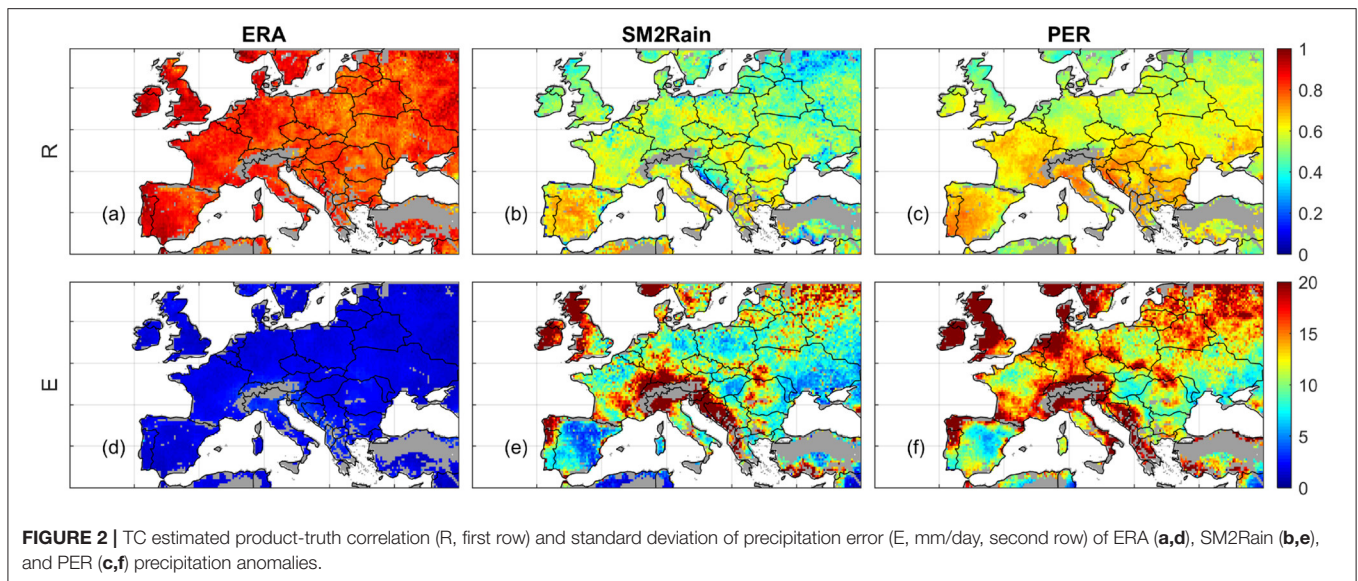 ERA
SM2Rain
PER
R
(a)
(b)
(c)
1
0.8
0.6
0.4
0.2
0
E
(d)
(e)
(f)
20
15
10
5
0
FIGURE 2 | TC estimated product-truth correlation (R, first row) and standard deviation of precipitation error (E, mm/day, second row) of ERA (a,d), SM2Rain (b,e),
and PER (c,f) precipitation anomalies.